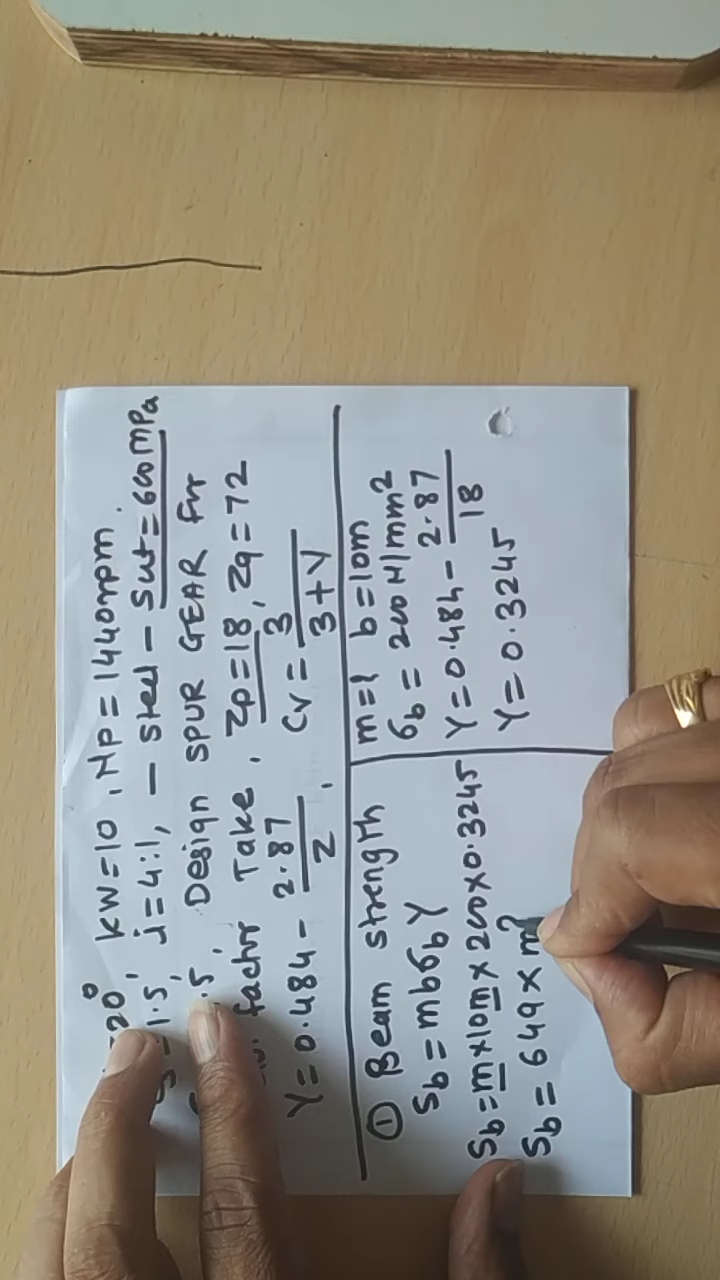 20°, KW=10, Np=1440rpm.
1.5, i=4:1, – steel – Sut=600MPa
.5, Design SPUR GEAR for
factor Take. Zp=18, Zg=72
Y=0.484 - 2.87/Z, Cv = 3/3+V
① Beam strength
Sb = mbσbY
Sb = m×10m×200×0.3245
Sb = 649×m²
m=? b=10m
σb = 200 N/mm²
Y=0.484 - 2.87/18
Y=0.3245